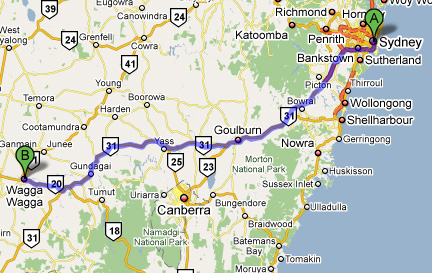 Woy Woy
Richmond
Horn
A
Katoomba
Penrith
Sydney
Bankstown
Sutherland
Picton
Thirroul
Wollongong
Shellharbour
Bowral
31
Gerringong
Nowra
Huskisson
Sussex Inlet
Ulladulla
Morton
National Park
Batemans
Bay
Tomakin
Moruya
Eugowra
Canowindra
39
24
Grenfell
Cowra
24
41
Young
Boorowa
Temora
Harden
Cootamundra
Ganmain
Junee
B
41
Wagga
Wagga
20
Gundagai
31
Yass
31
Goulburn
25
23
Tumut
Uriarra
Canberra
Bungendore
Braidwood
Namadgi
National Park
18
31